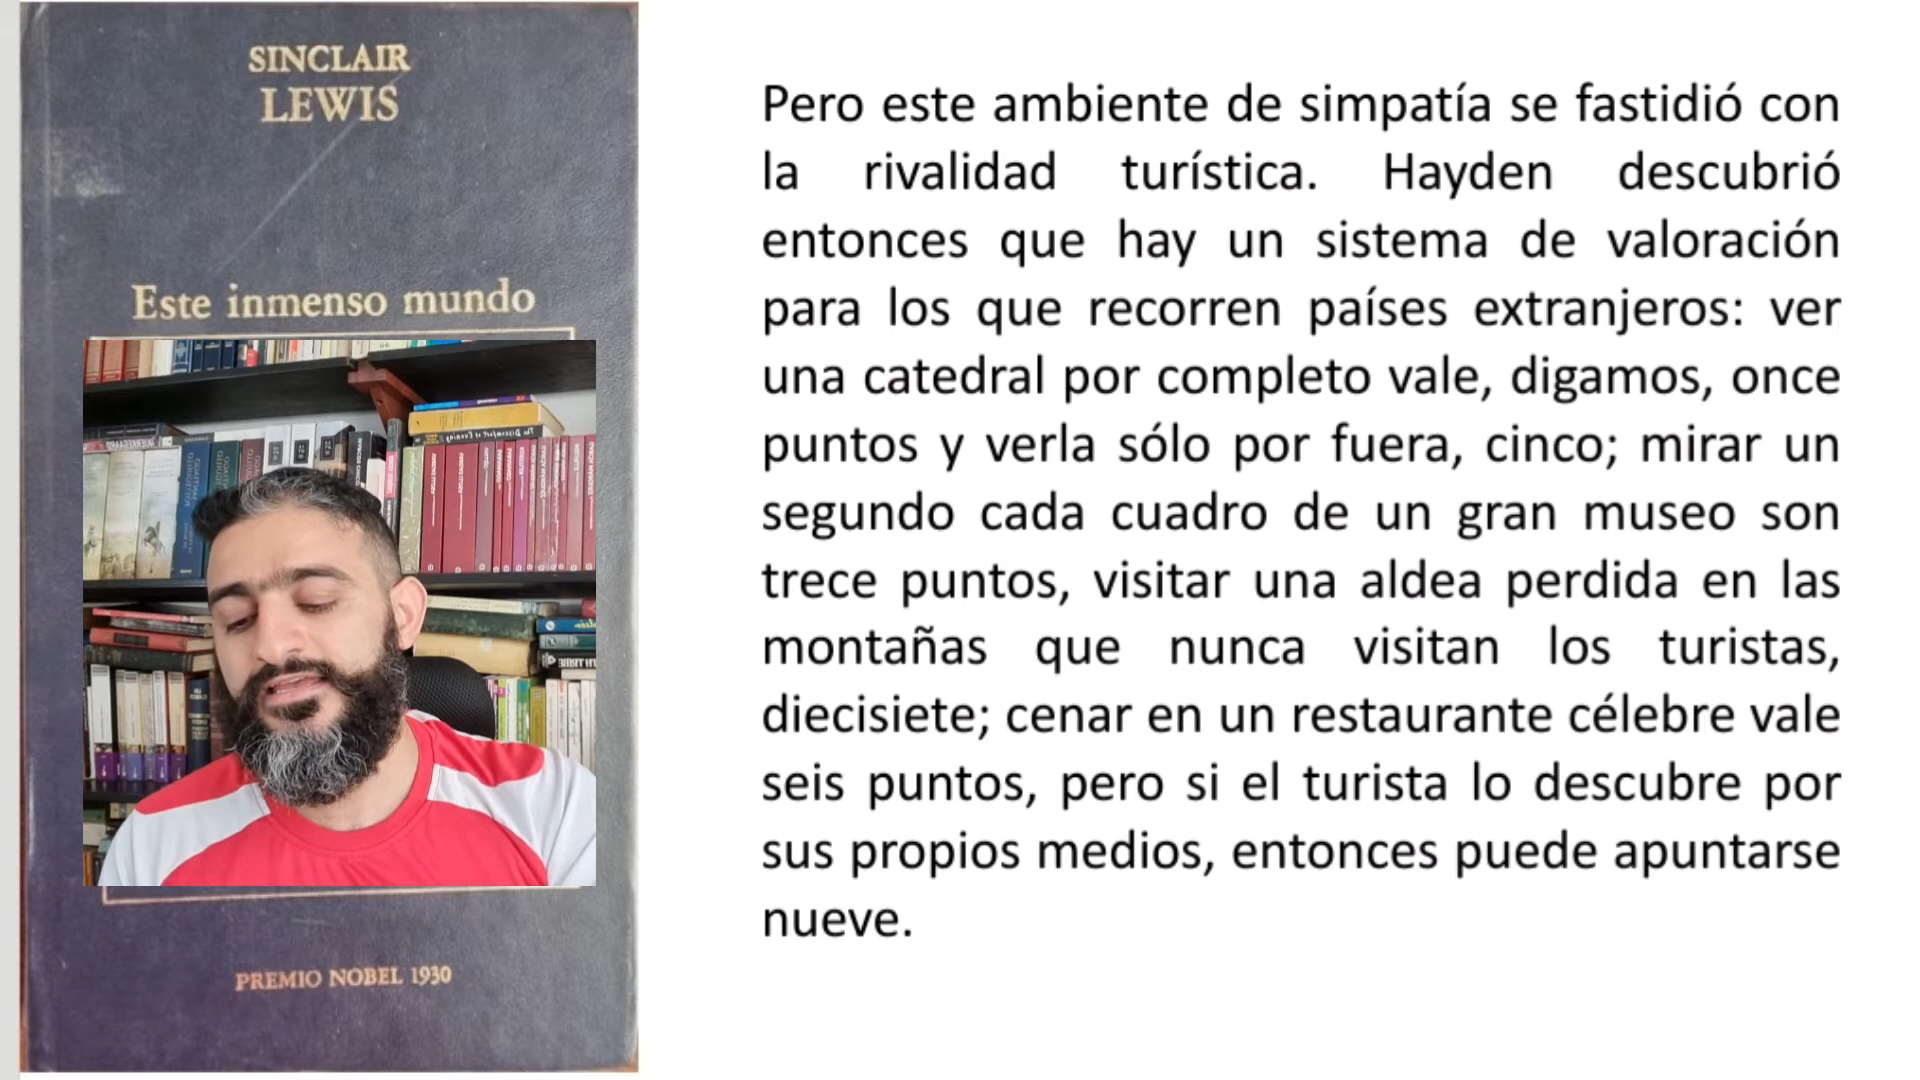 SINCLAIR
LEWIS
Este inmenso mundo
PREMIO NOBEL 1930
Pero este ambiente de simpatía se fastidió con
la rivalidad turística. Hayden descubrió
entonces que hay un sistema de valoración
para los que recorren países extranjeros: ver
una catedral por completo vale, digamos, once
puntos y verla sólo por fuera, cinco; mirar un
segundo cada cuadro de un gran museo son
trece puntos, visitar una aldea perdida en las
montañas que nunca visitan los turistas,
diecisiete; cenar en un restaurante célebre vale
seis puntos, pero si el turista lo descubre por
sus propios medios, entonces puede apuntarse
nueve.